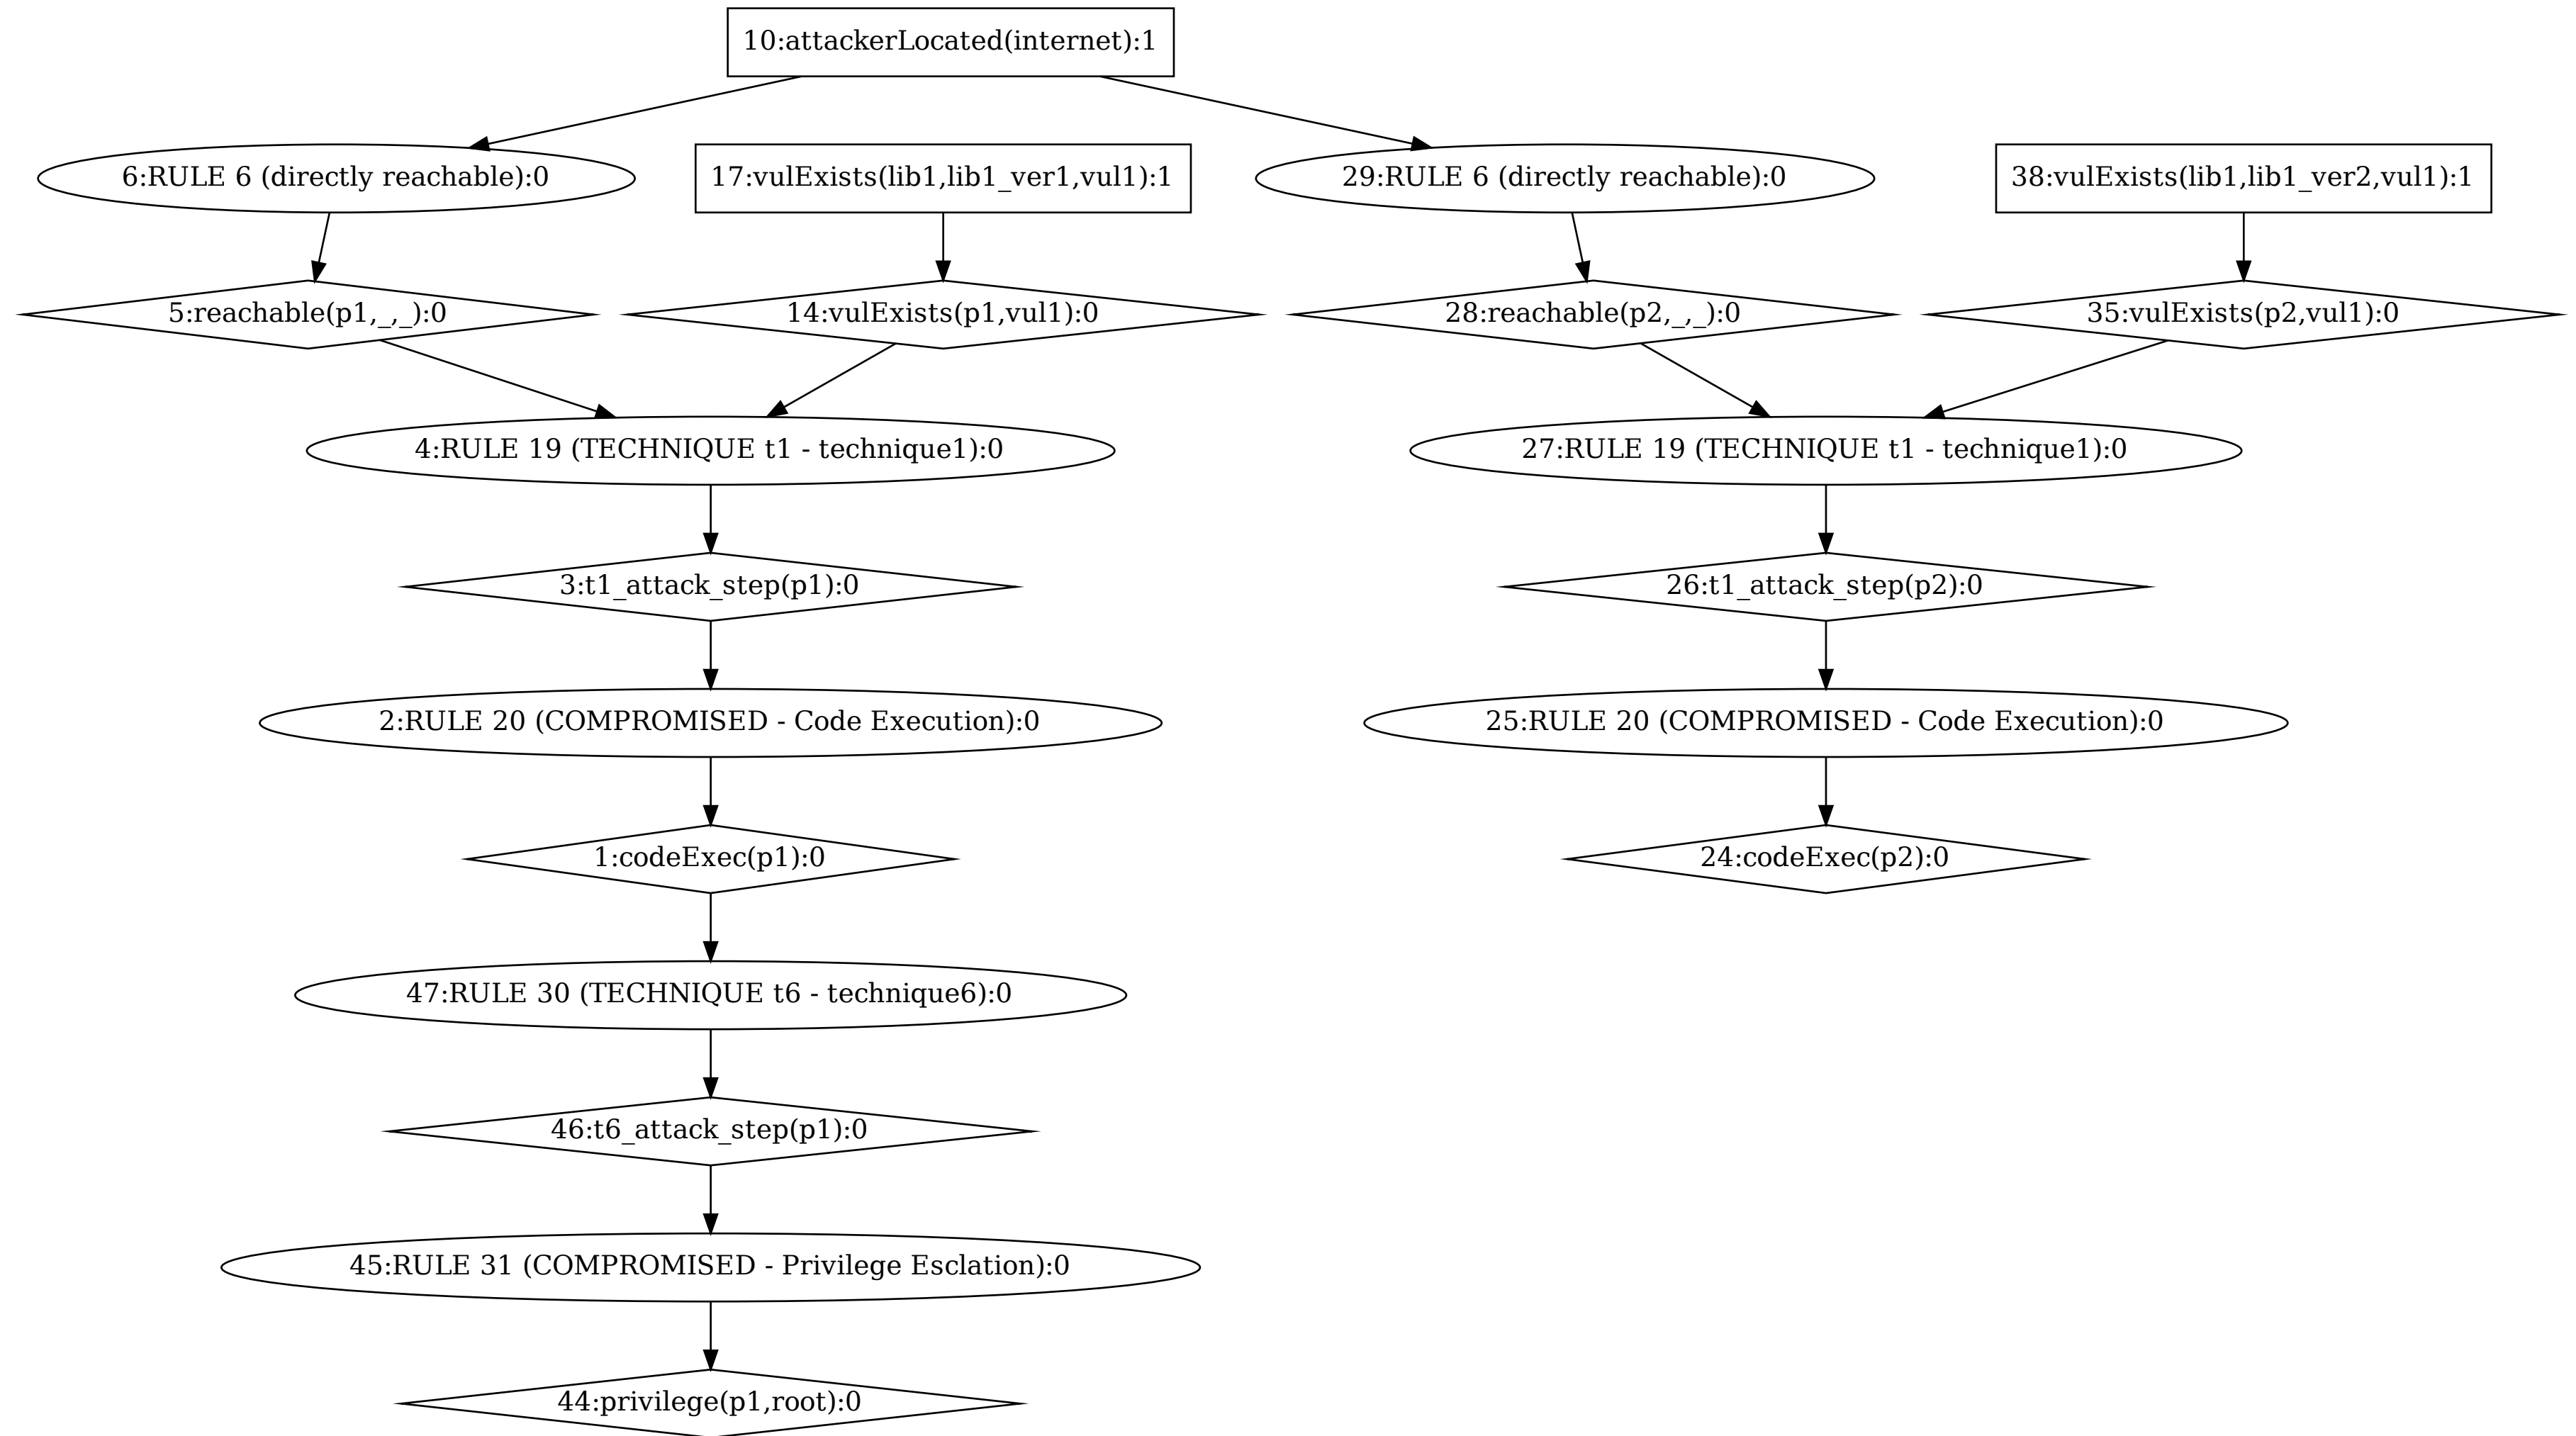 10:attackerLocated(internet):1
6:RULE 6 (directly reachable):0
17:vulExists(lib1,lib1_ver1,vul1):1
29:RULE 6 (directly reachable):0
38:vulExists(lib1,lib1_ver2,vul1):1
5:reachable(p1,_,_):0
14:vulExists(p1,vul1):0
28:reachable(p2,_,_):0
35:vulExists(p2,vul1):0
4:RULE 19 (TECHNIQUE t1 - technique1):0
27:RULE 19 (TECHNIQUE t1 - technique1):0
3:t1_attack_step(p1):0
26:t1_attack_step(p2):0
2:RULE 20 (COMPROMISED - Code Execution):0
25:RULE 20 (COMPROMISED - Code Execution):0
1:codeExec(p1):0
24:codeExec(p2):0
47:RULE 30 (TECHNIQUE t6 - technique6):0
46:t6_attack_step(p1):0
45:RULE 31 (COMPROMISED - Privilege Esclation):0
44:privilege(p1,root):0